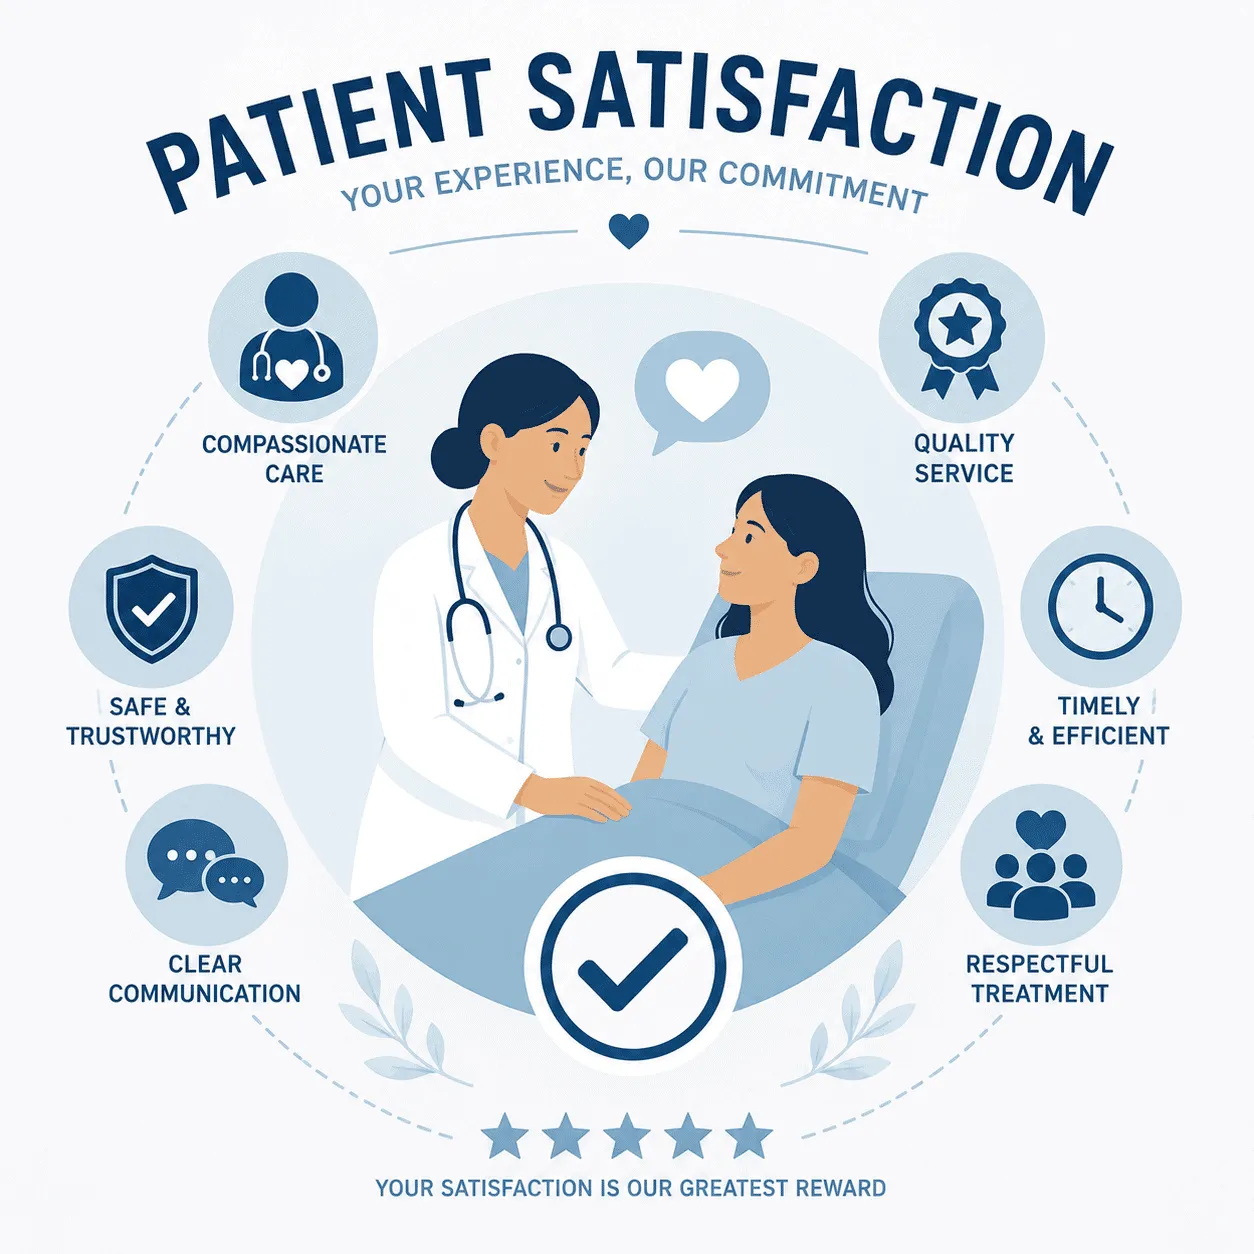 PATIENT SATISFACTION
YOUR EXPERIENCE, OUR COMMITMENT
COMPASSIONATE
CARE
QUALITY
SERVICE
SAFE &
TRUSTWORTHY
TIMELY
& EFFICIENT
CLEAR
COMMUNICATION
RESPECTFUL
TREATMENT
YOUR SATISFACTION IS OUR GREATEST REWARD